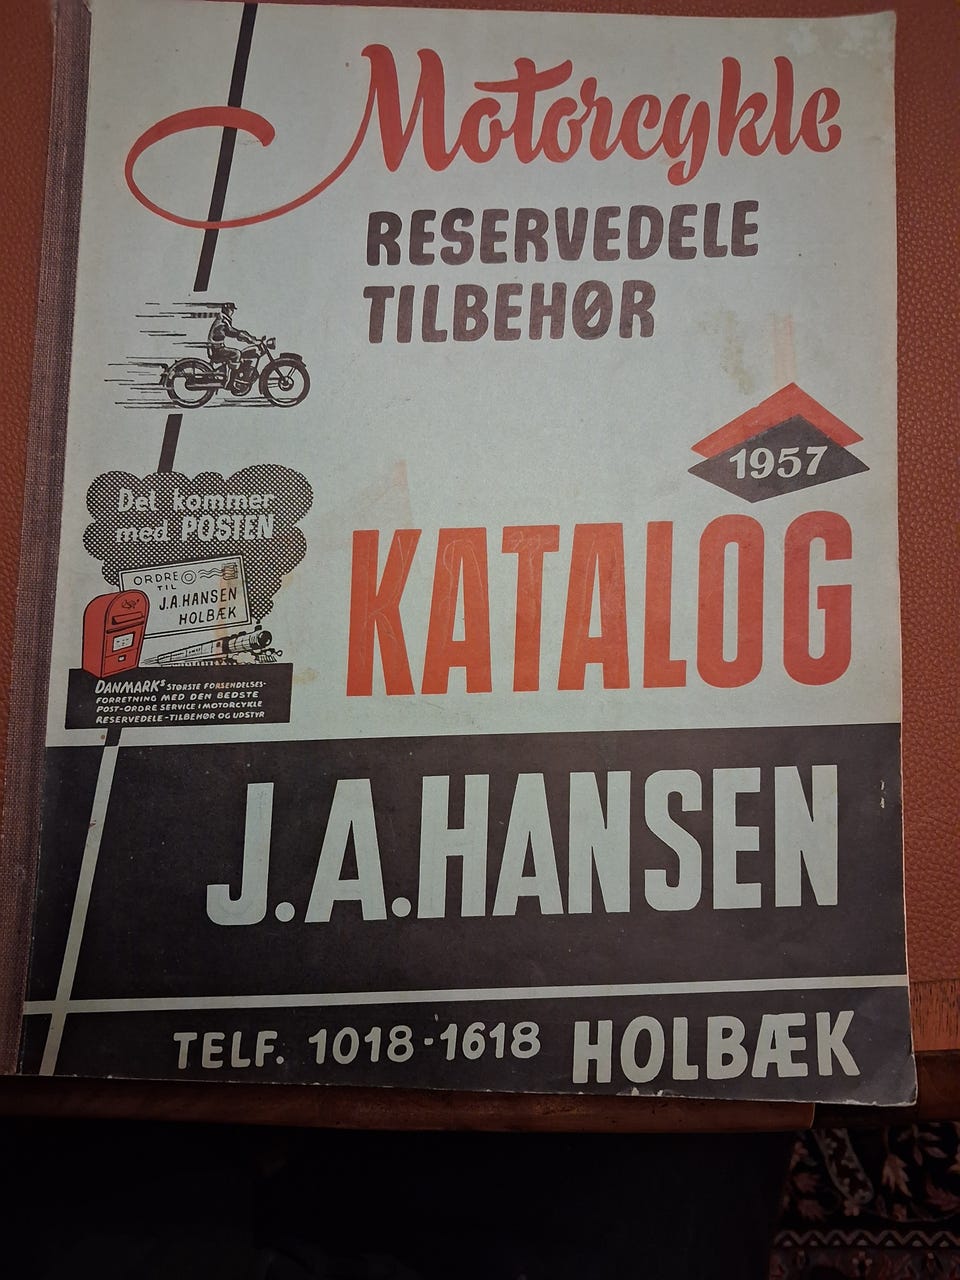 Motorcykle
RESERVEDELE
TILBEHØR
1957
KATALOG
Det kommer
med POSTEN
ORDRE
TIL
J.A.HANSEN
HOLBÆK
DANMARKS STØRSTE FORSENDELSES-
FORRETNING MED DEN BEDSTE
POST-ORDRE SERVICE I MOTORCYKLE
RESERVEDELE-TILBEHØR OG UDSTYR
J.A.HANSEN
TELF. 1018-1618 HOLBÆK